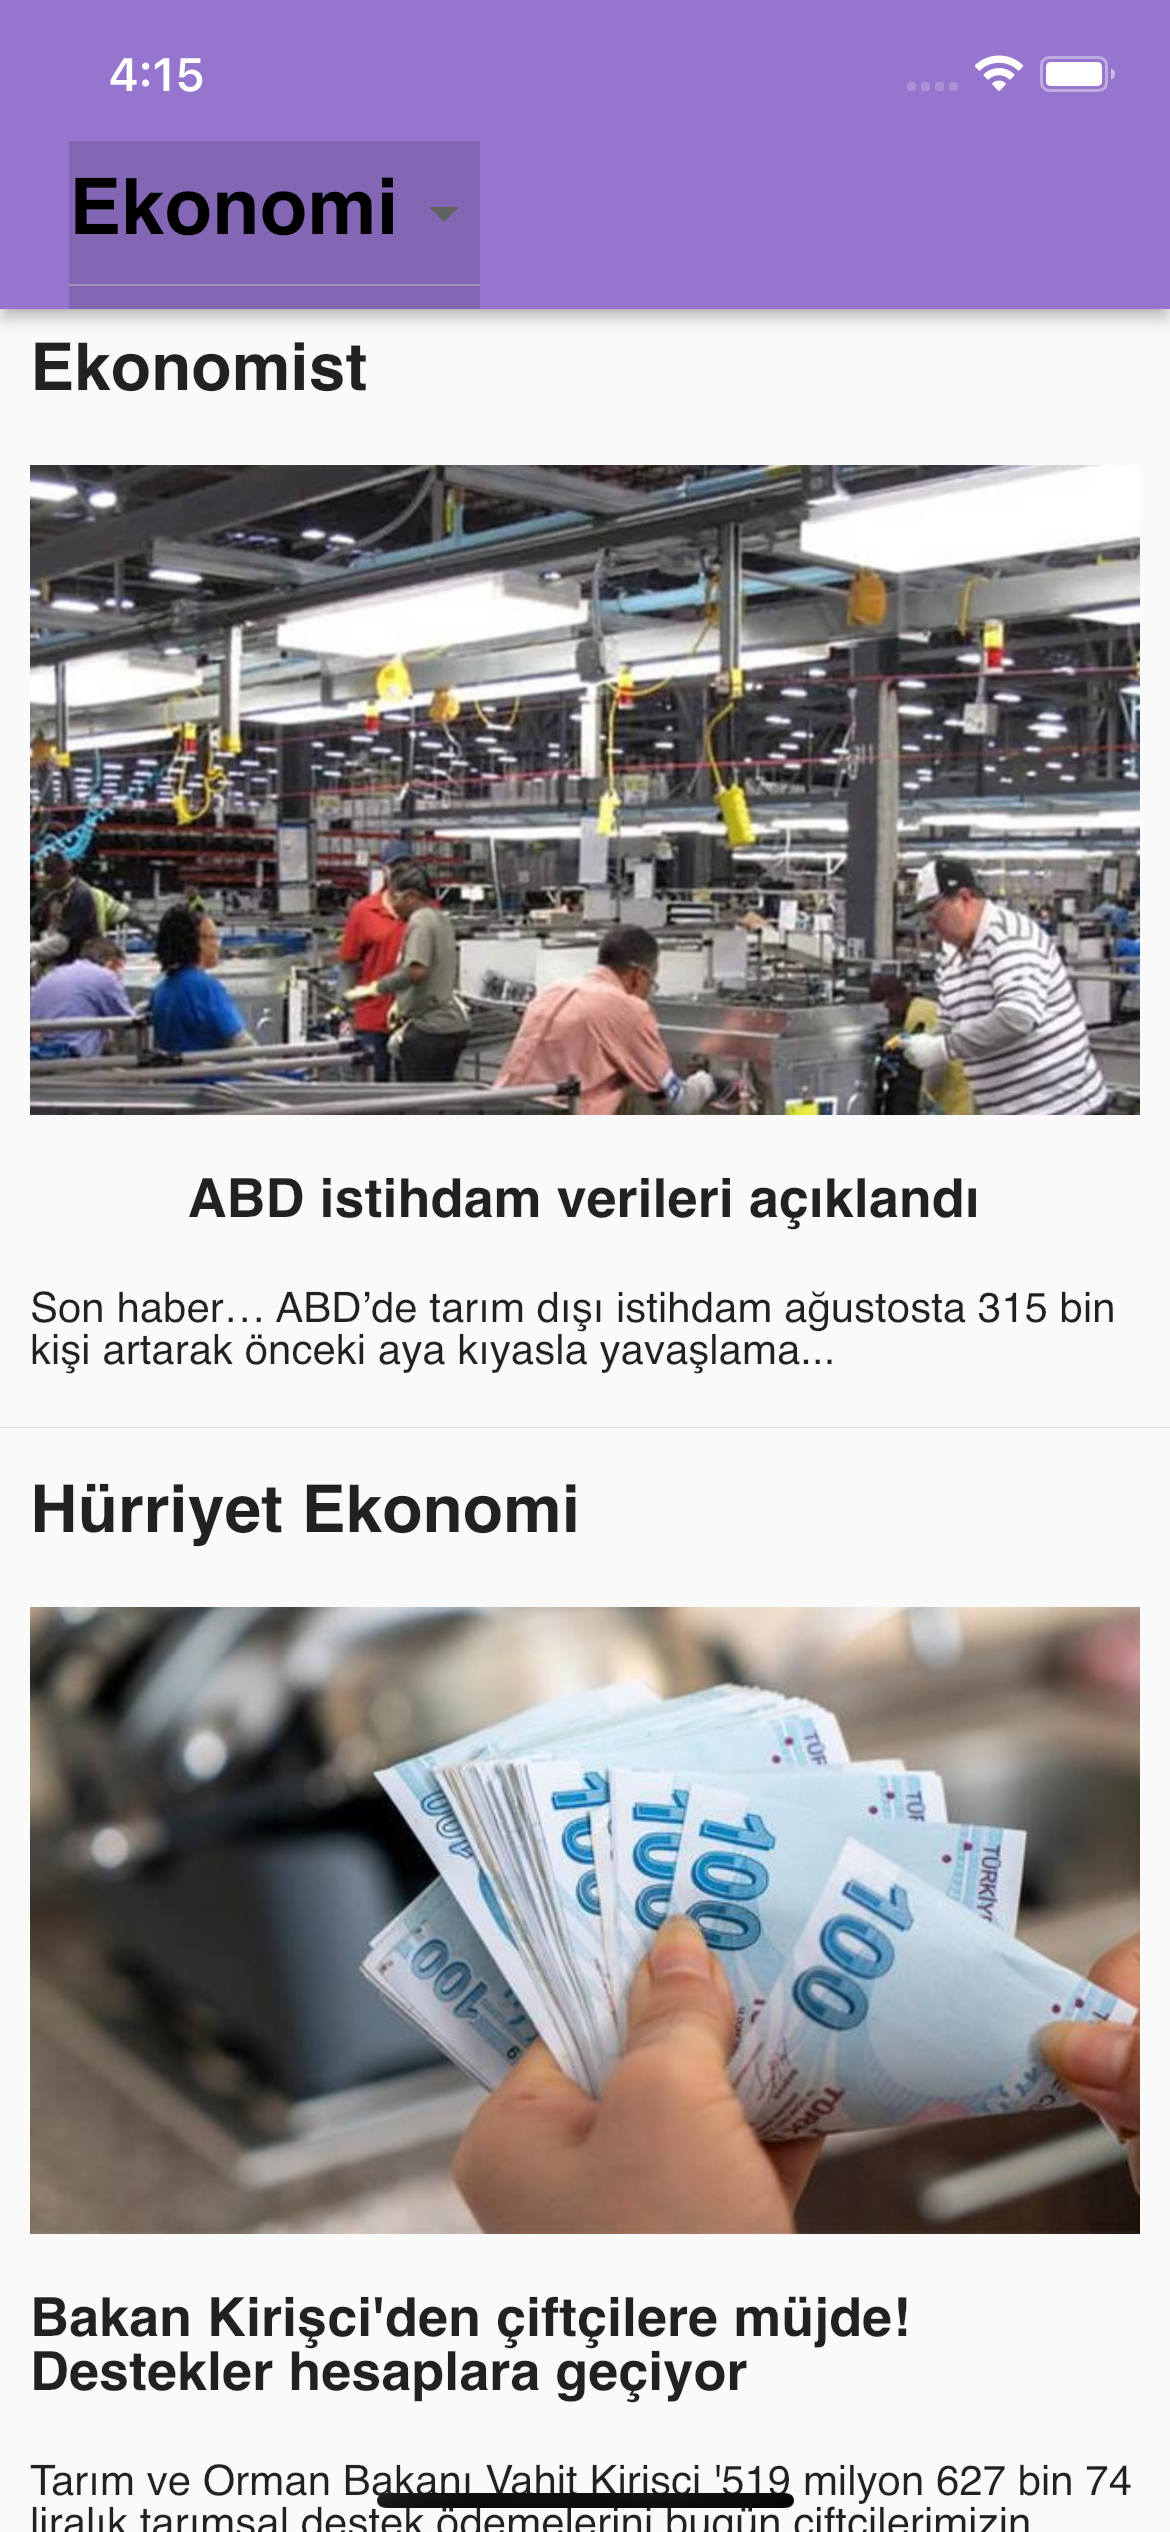 4:15
Ekonomi
Ekonomist
ABD istihdam verileri açıklandı
Son haber… ABD’de tarım dışı istihdam ağustosta 315 bin
kişi artarak önceki aya kıyasla yavaşlama...
Hürriyet Ekonomi
100
100
100
100
100
100
Bakan Kirişci'den çiftçilere müjde!
Destekler hesaplara geçiyor
Tarım ve Orman Bakanı Vahit Kirişci '519 milyon 627 bin 74
liralık tarımsal destek ödemelerini bugün çiftçilerimizin